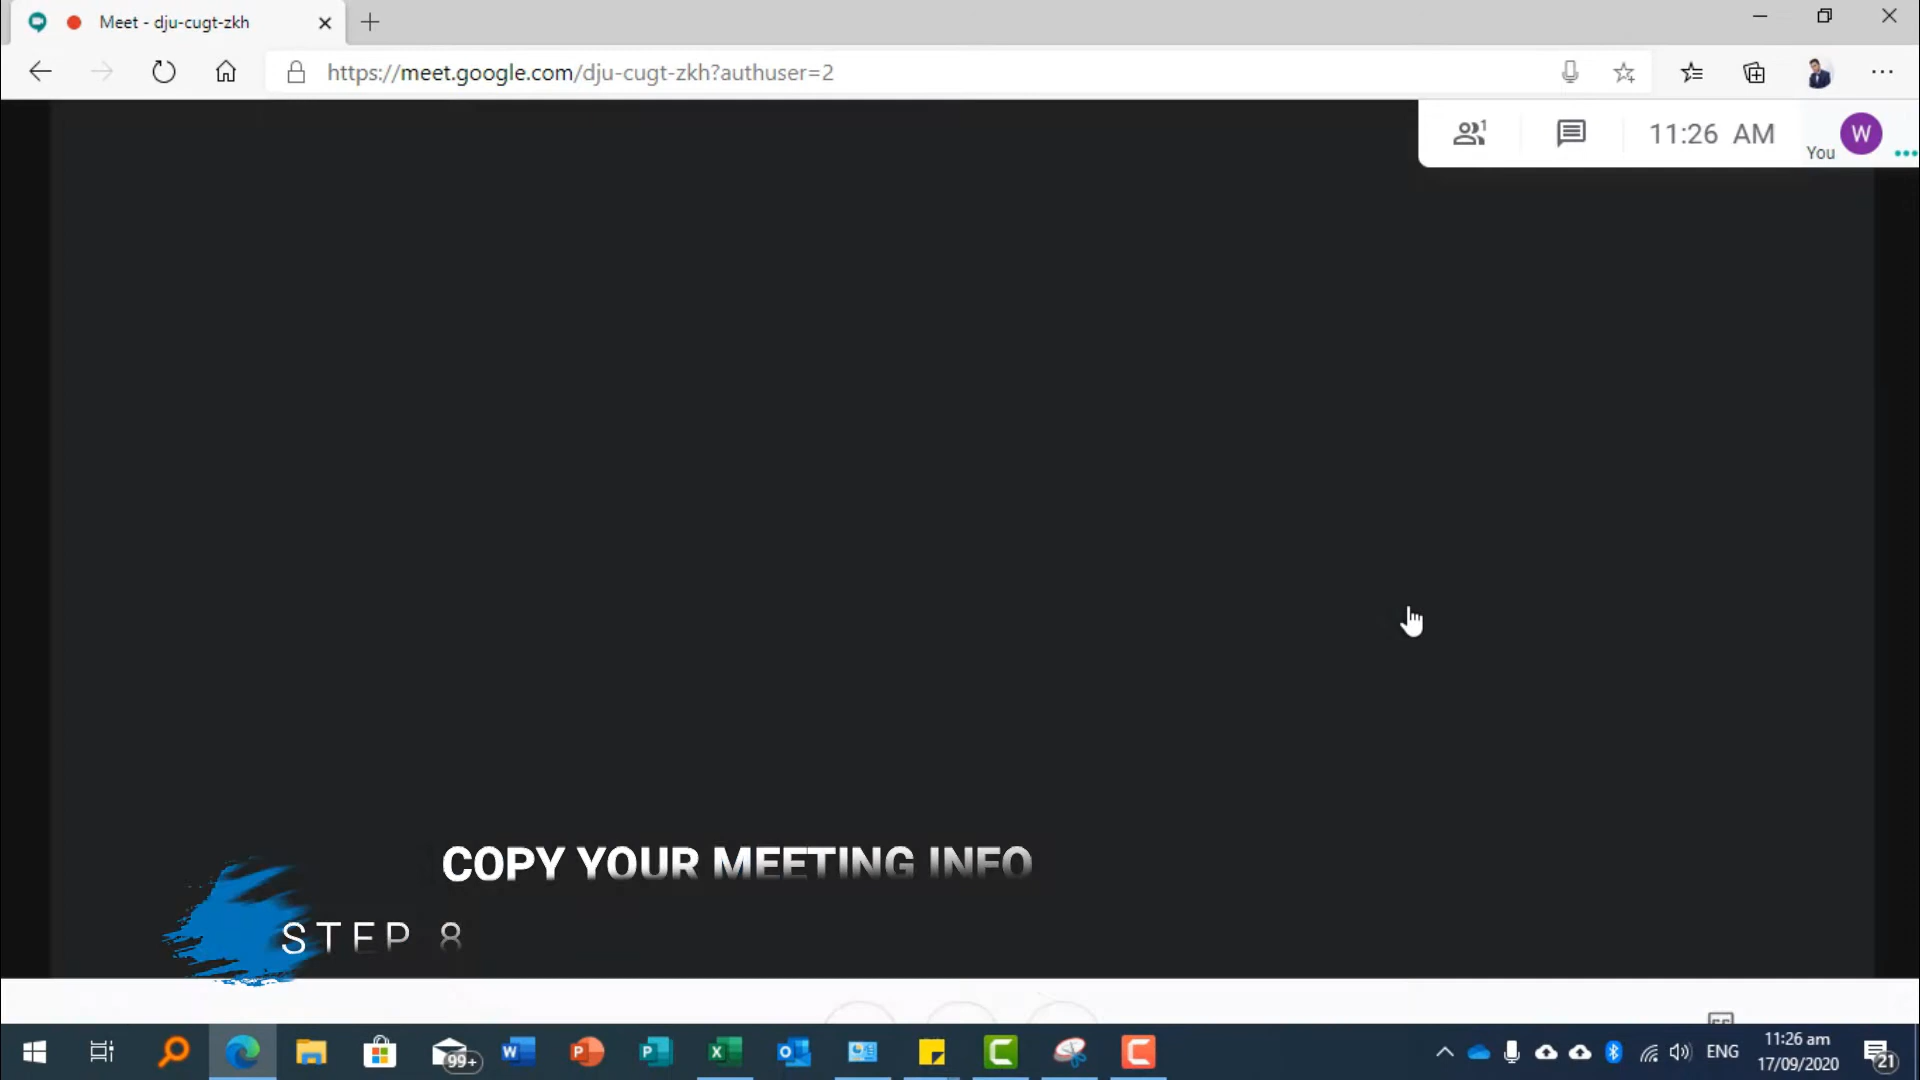 Meet - dju-cugt-zkh
https://meet.google.com/dju-cugt-zkh?authuser=2
1
11:26 AM
You
W
COPY YOUR MEETING INFO
STEP 8
99+
ENG
11:26 am
17/09/2020
21